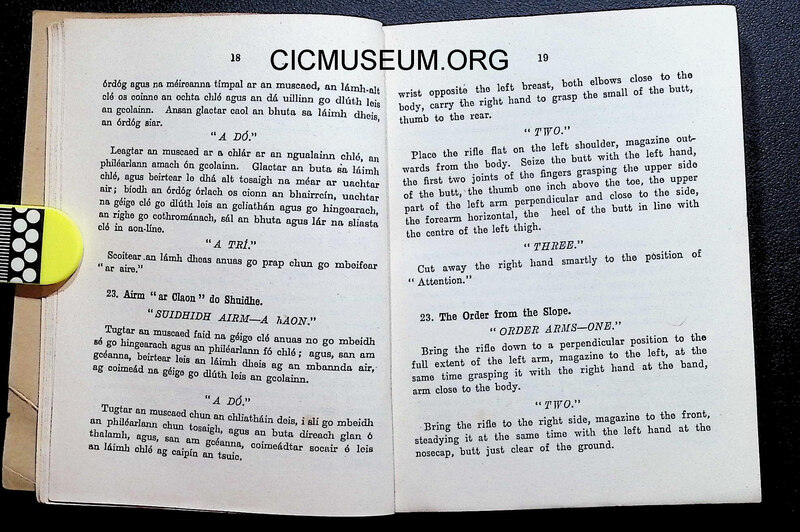 CICMUSEUM.ORG
18
órdóg agus na méireanna tímpal ar an muscaed, an lámh-alt
clé os coinne an ochta chlé agus an dá uillinn go dlúth leis
an gcolainn. Ansan glactar caol an bhuta sa láimh dheis,
an órdóg siar.
"A DÓ."
Leagtar an muscaed ar a chlár ar an ngualainn chlé, an
philéarlann amach ón gcolainn. Glactar an buta sa láimh
chlé, agus beirtear le dhá alt tosaigh na méar ar uachtar
air; bíodh an órdóg órlach os cionn an bhairrcín, uachtar
na géige clé go dlúth leis an gcliathán agus go hingearach,
an righe go cothrománach, sál an bhuta agus lár na sliasta
clé in aon-líne.
"A TRÍ."
Scoitear an lámh dheas anuas go prap chun go mbeifear
"ar aire."
23. Airm "ar Claon" do Shuidhe.
"SUIDHIDH AIRM—A hAON."
Tugtar an muscaed faid na géige clé anuas no go mbeidh
sé go hingearach agus an philéarlann fó chlé; agus, san am
gcéanna, beirtear leis an láimh dheis ag an mbannda air,
ag coimeád na géige go dlúth leis an gcolainn.
"A DÓ."
Tugtar an muscaed chun an chliatháin deis, i slí go mbeidh
an philéarlann chun tosaigh, agus an buta díreach glan ó
thalamh, agus, san am gcéanna, coimeádtar socair é leis
an láimh chlé ag caipín an tsuic.
19
wrist opposite the left breast, both elbows close to the
body, carry the right hand to grasp the small of the butt,
thumb to the rear.
"TWO."
Place the rifle flat on the left shoulder, magazine out-
wards from the body. Seize the butt with the left hand,
the first two joints of the fingers grasping the upper side
of the butt, the thumb one inch above the toe, the upper
part of the left arm perpendicular and close to the side,
the forearm horizontal, the heel of the butt in line with
the centre of the left thigh.
"THREE."
Cut away the right hand smartly to the position of
"Attention."
23. The Order from the Slope.
"ORDER ARMS—ONE."
Bring the rifle down to a perpendicular position to the
full extent of the left arm, magazine to the left, at the
same time grasping it with the right hand at the band,
arm close to the body.
"TWO."
Bring the rifle to the right side, magazine to the front,
steadying it at the same time with the left hand at the
nosecap, butt just clear of the ground.